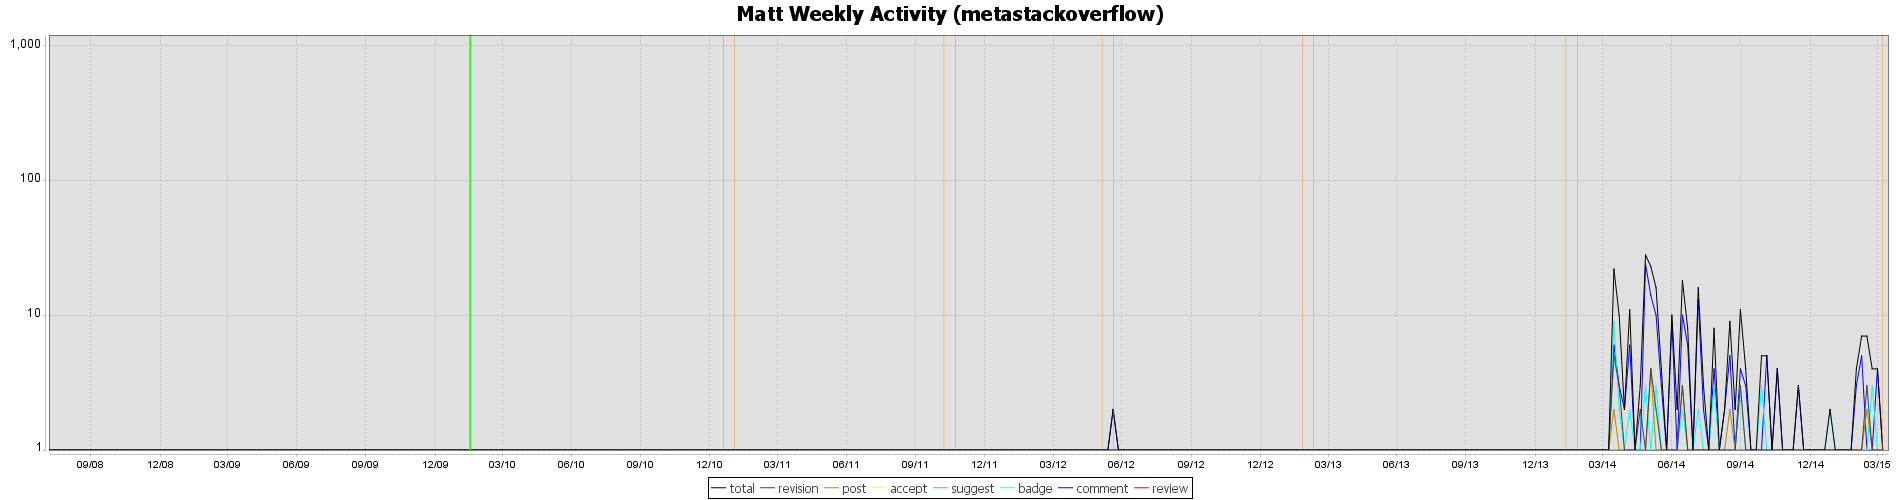 Matt Weekly Activity (metastackoverflow)
1,000
100
10
1
09/08 12/08 03/09 06/09 09/09 12/09 03/10 06/10 09/10 12/10 03/11 06/11 09/11 12/11 03/12 06/12 09/12 12/12 03/13 06/13 09/13 12/13 03/14 06/14 09/14 12/14 03/15
total revision post accept suggest badge comment review